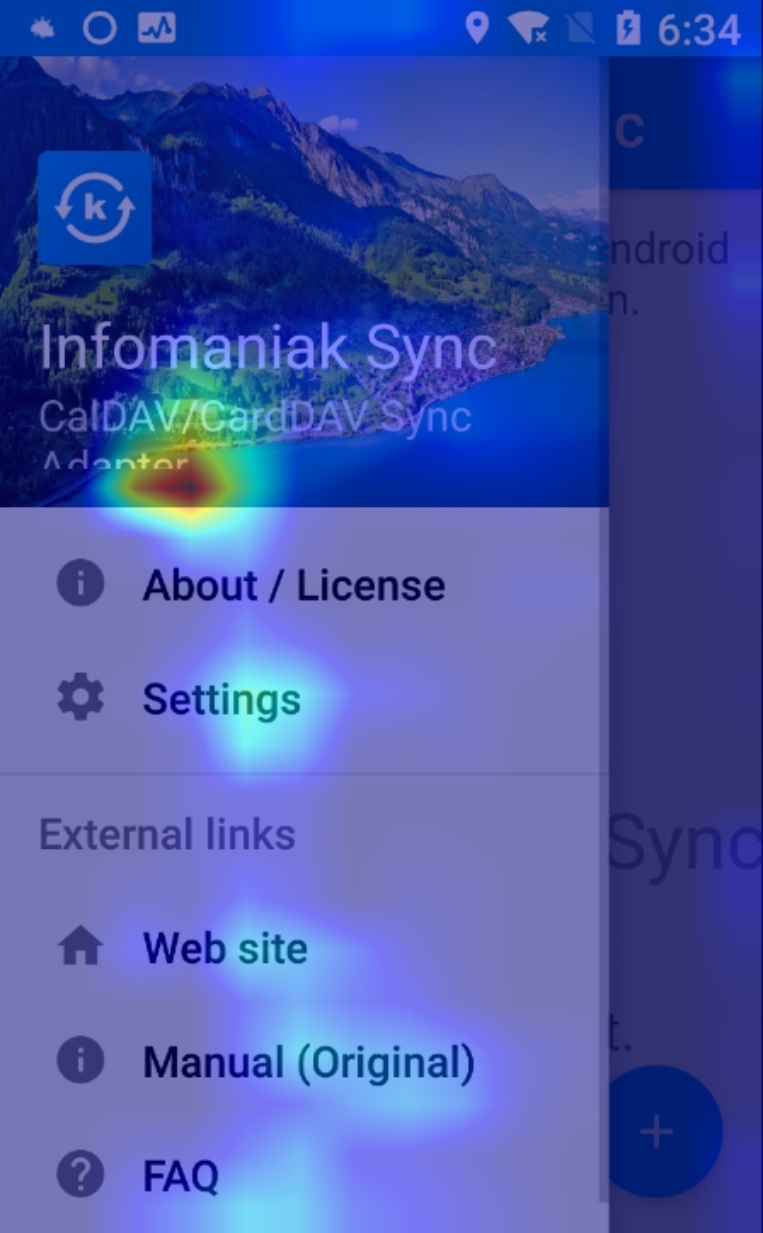 6:34
k
Infomaniak Sync
CalDAV/CardDAV Sync
Adapter
About / License
Settings
External links
Web site
Manual (Original)
FAQ
c
ndroid
n.
Sync
t.
+